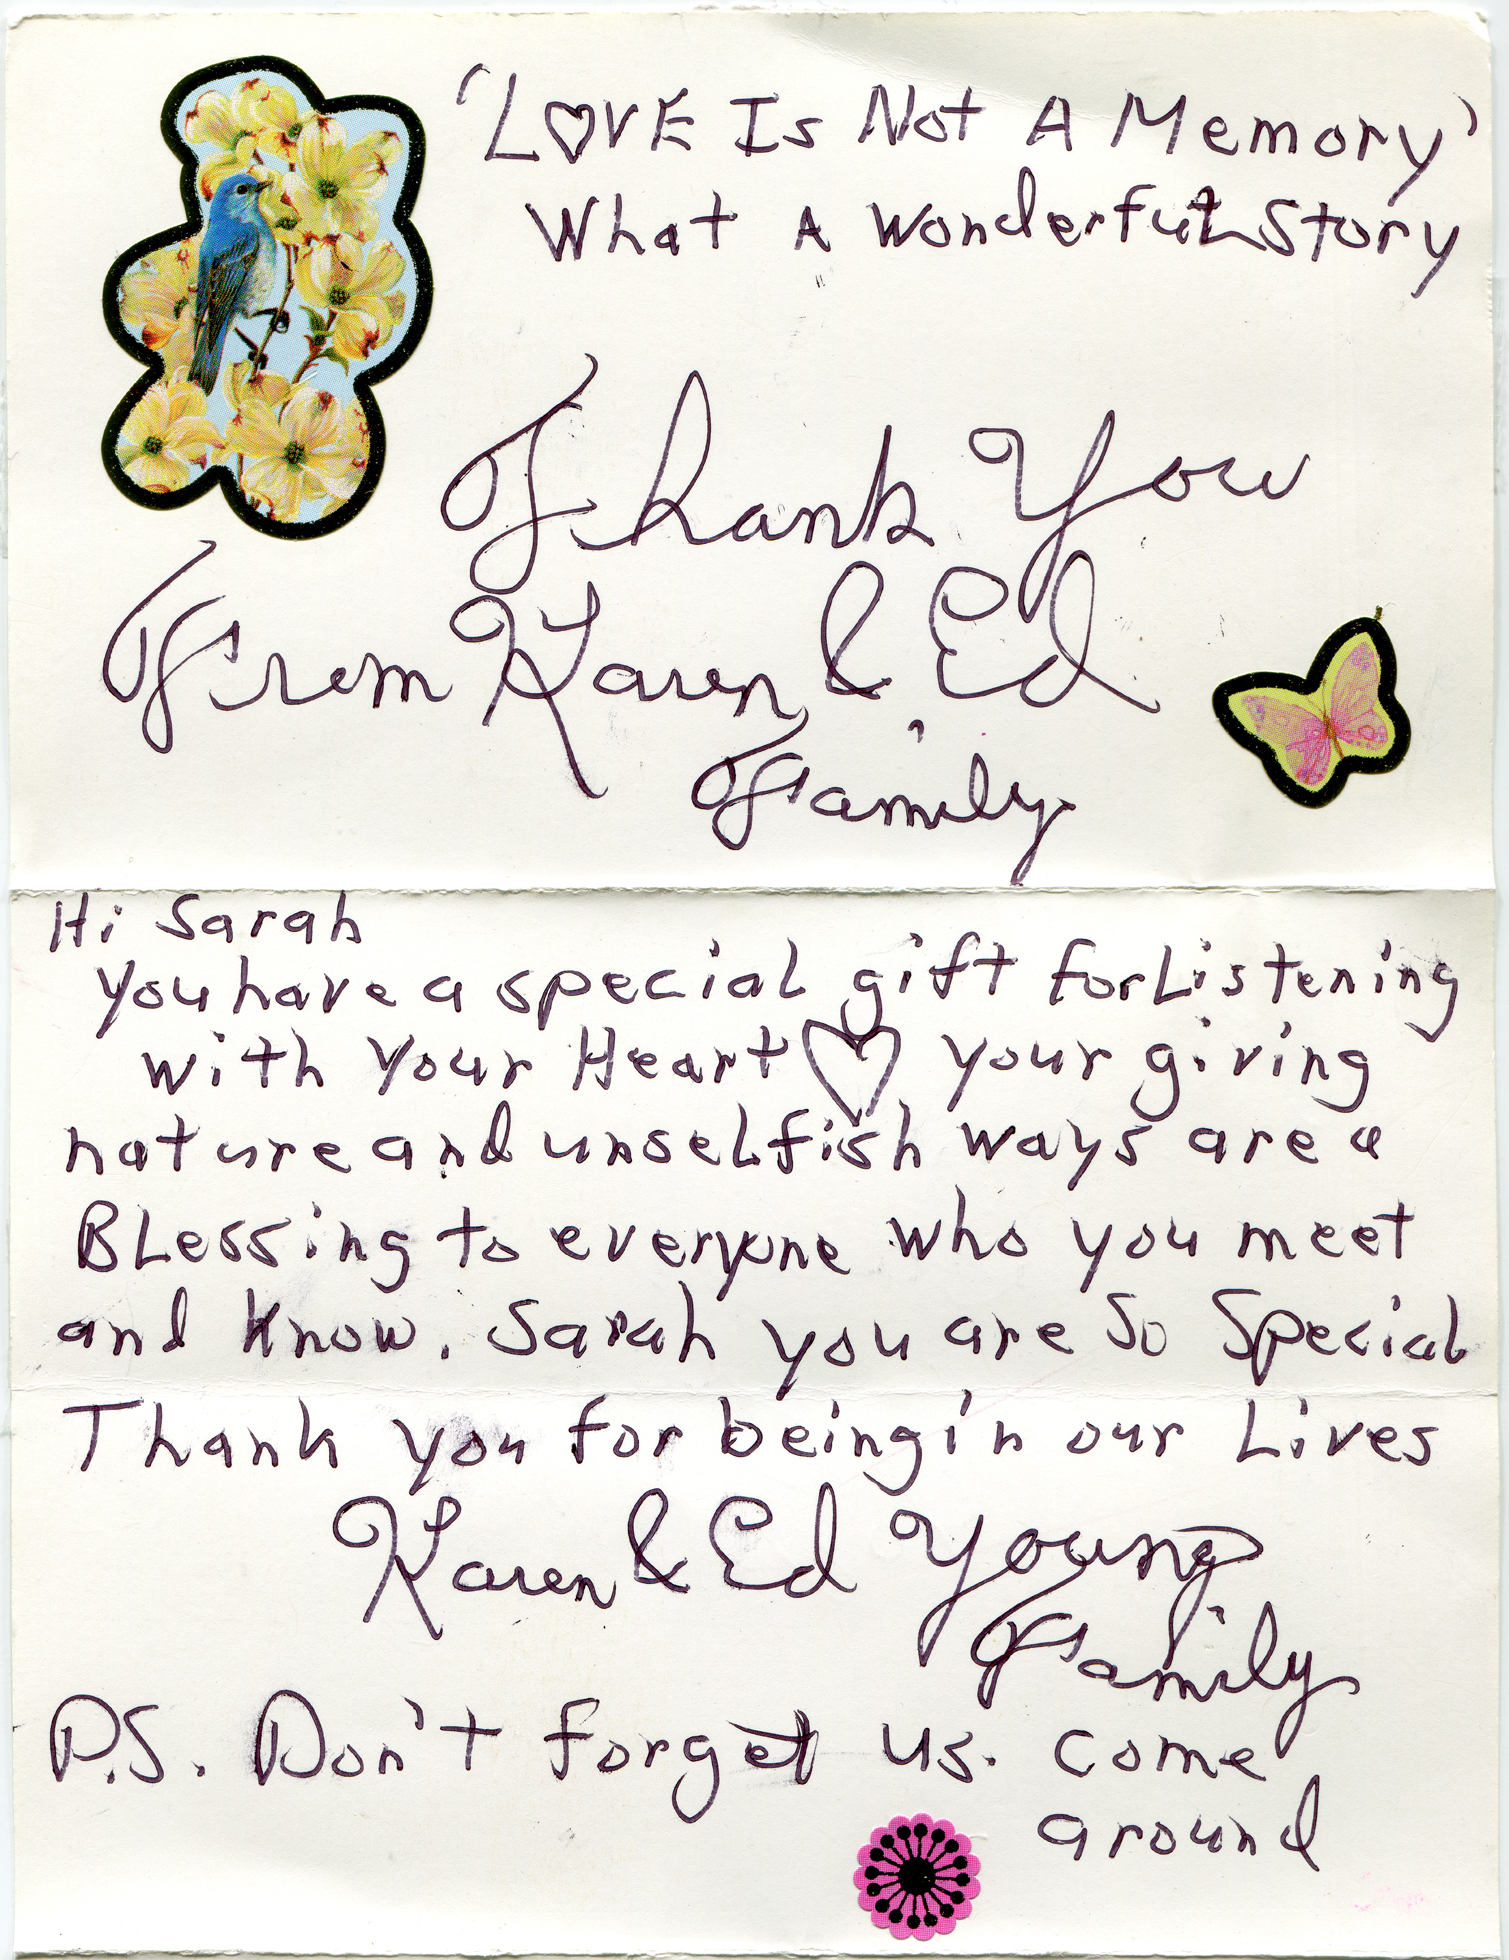 'LOVE Is Not A Memory'
What A Wonderful Story
Thank You
From Karen & Ed
Family
Hi Sarah
You have a special gift for Listening
with Your Heart ♡ your giving
nature and unselfish ways are a
BLessing to everyone who you meet
and know. Sarah you are So Special
Thank you for being in our Lives
Karen & Ed Young
Family
P.S. Don't forget us. come
around